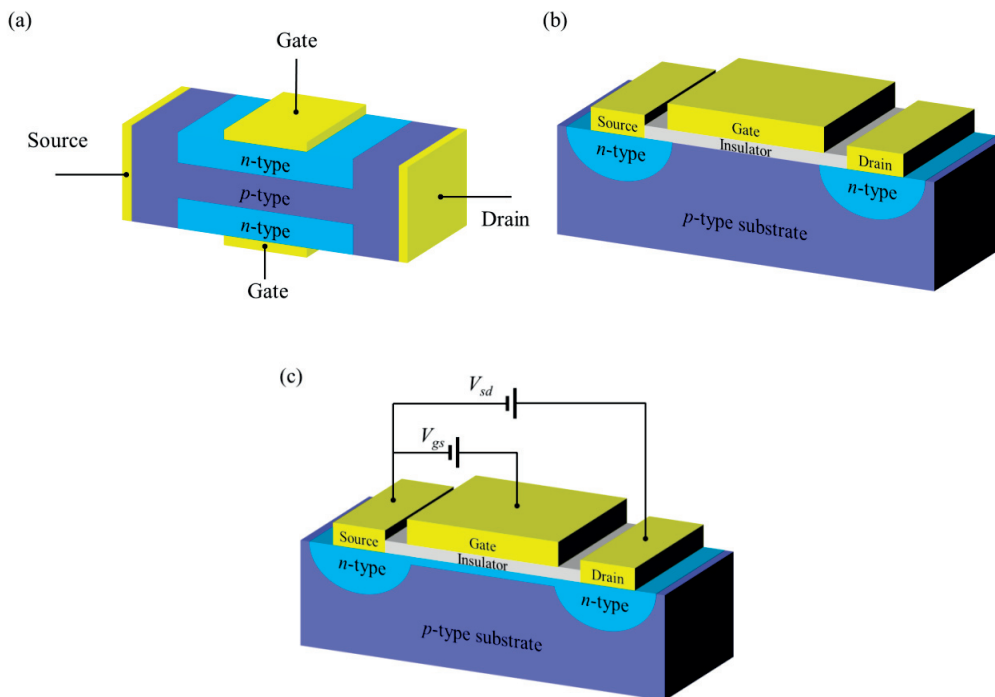 (a)
Gate
Source
n-type
p-type
n-type
Drain
Gate
(b)
Source
Gate
Insulator
Drain
n-type
n-type
p-type substrate
(c)
Vsd
Vgs
Source
Gate
Insulator
Drain
n-type
n-type
p-type substrate